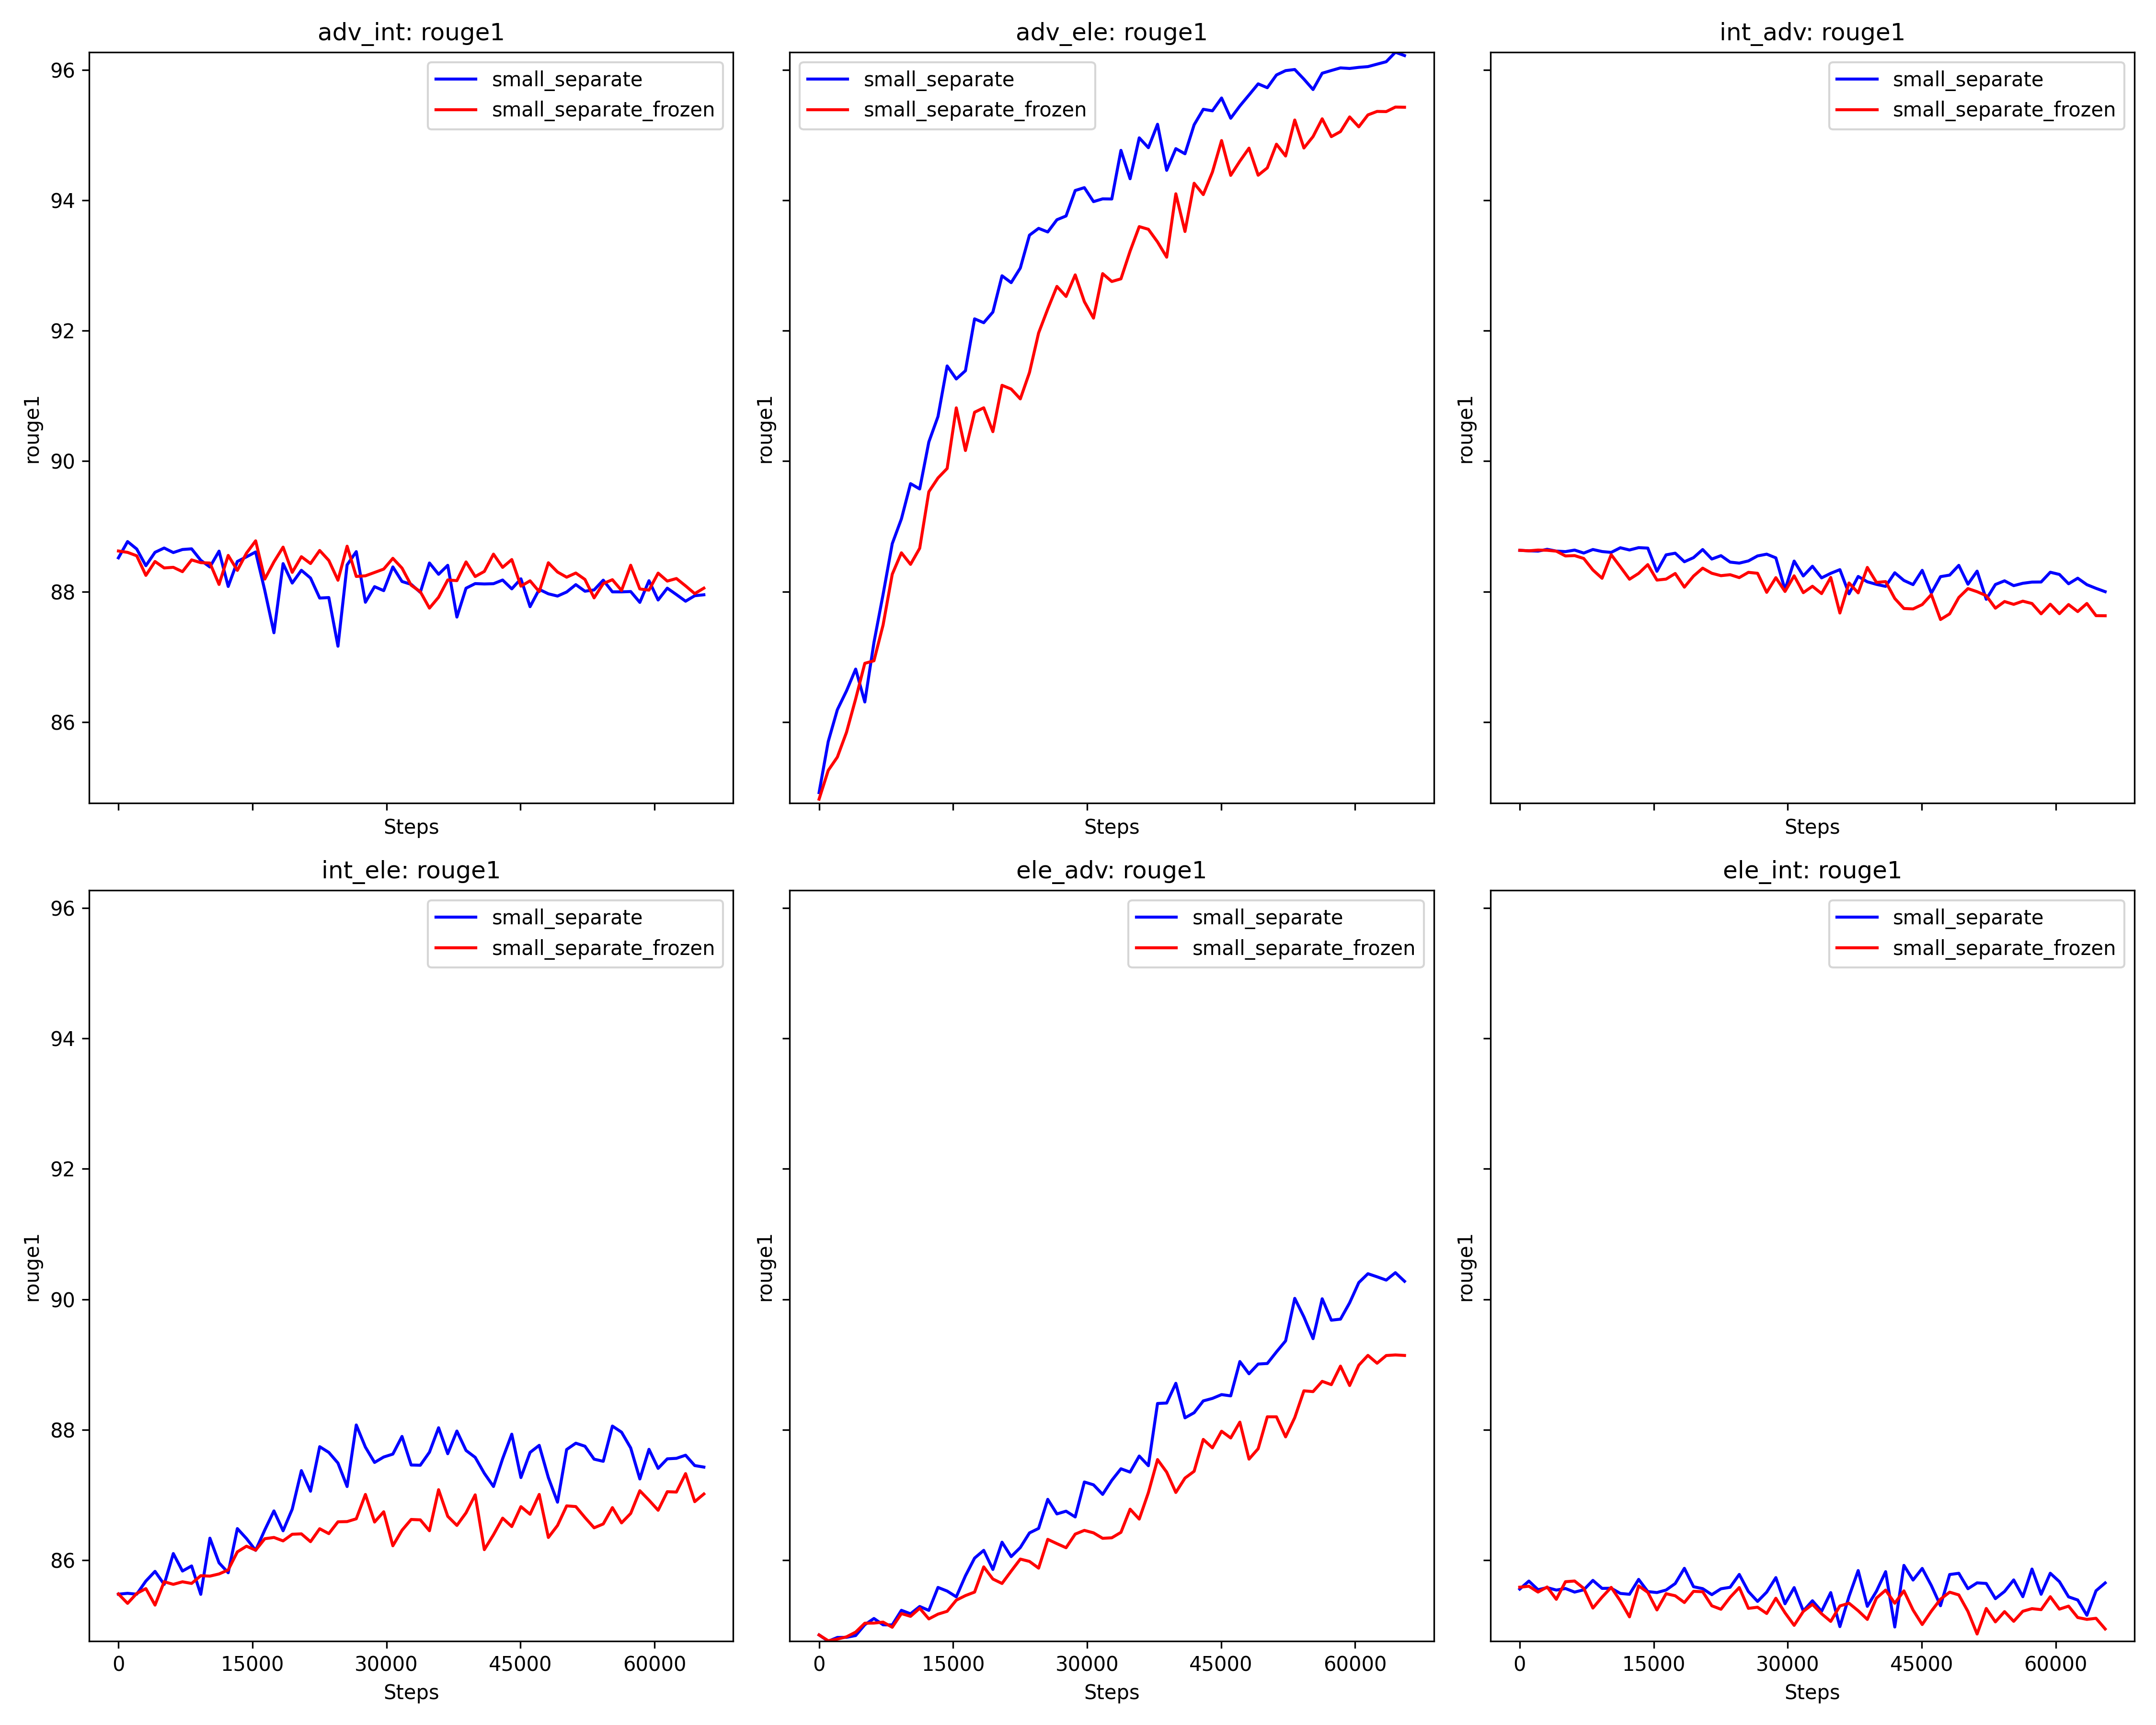 adv_int: rouge1
small_separate
small_separate_frozen
96
94
92
90
88
86
rouge1
Steps
adv_ele: rouge1
small_separate
small_separate_frozen
rouge1
Steps
int_adv: rouge1
small_separate
small_separate_frozen
rouge1
Steps
int_ele: rouge1
small_separate
small_separate_frozen
96
94
92
90
88
86
rouge1
0 15000 30000 45000 60000
Steps
ele_adv: rouge1
small_separate
small_separate_frozen
rouge1
0 15000 30000 45000 60000
Steps
ele_int: rouge1
small_separate
small_separate_frozen
rouge1
0 15000 30000 45000 60000
Steps